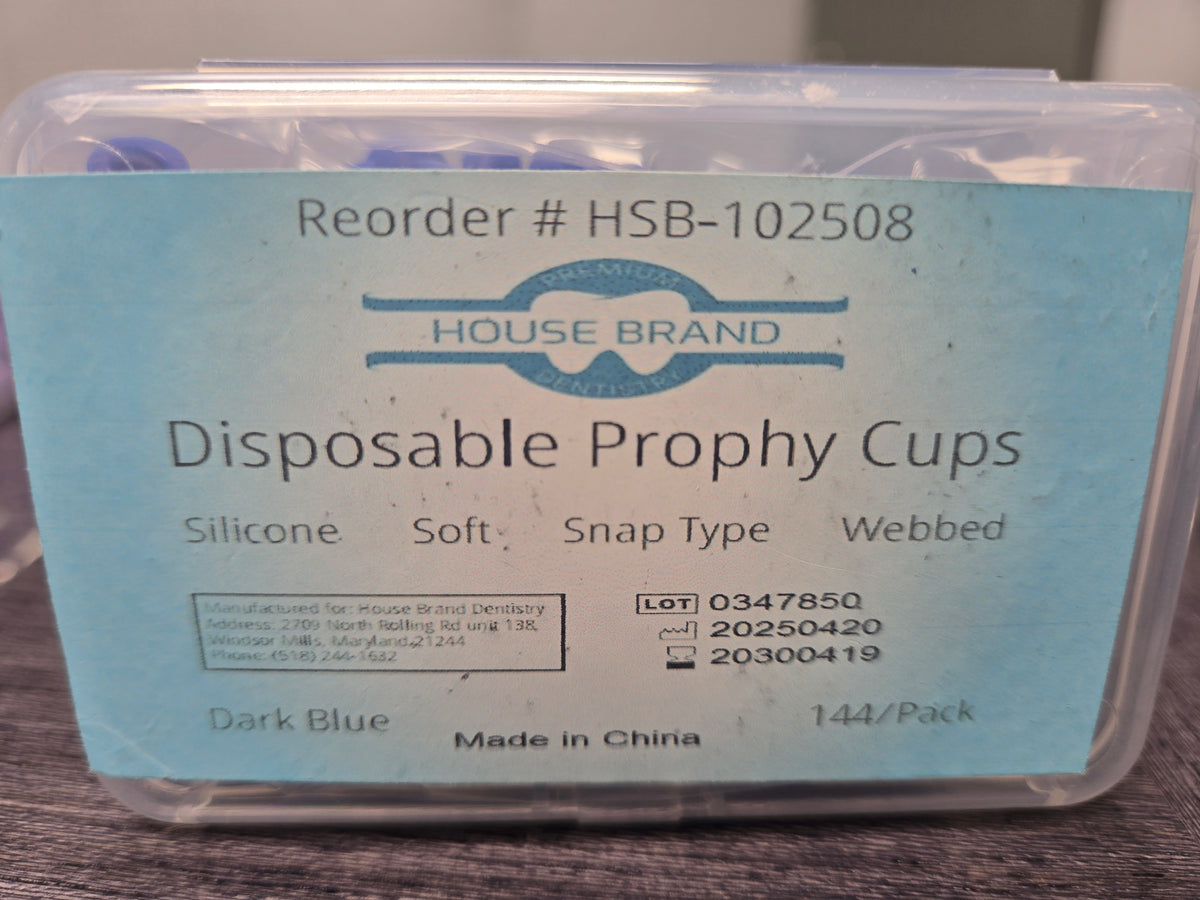 Reorder # HSB-102508
PREMIUM
HOUSE BRAND
DENTISTRY
Disposable Prophy Cups
Silicone Soft Snap Type Webbed
Manufactured for: House Brand Dentistry
Address: 2709 North Rolling Rd unit 138,
Windsor Mills, Maryland,21244
Phone: (518) 244-1632
LOT 0347850
20250420
20300419
Dark Blue
144/Pack
Made in China